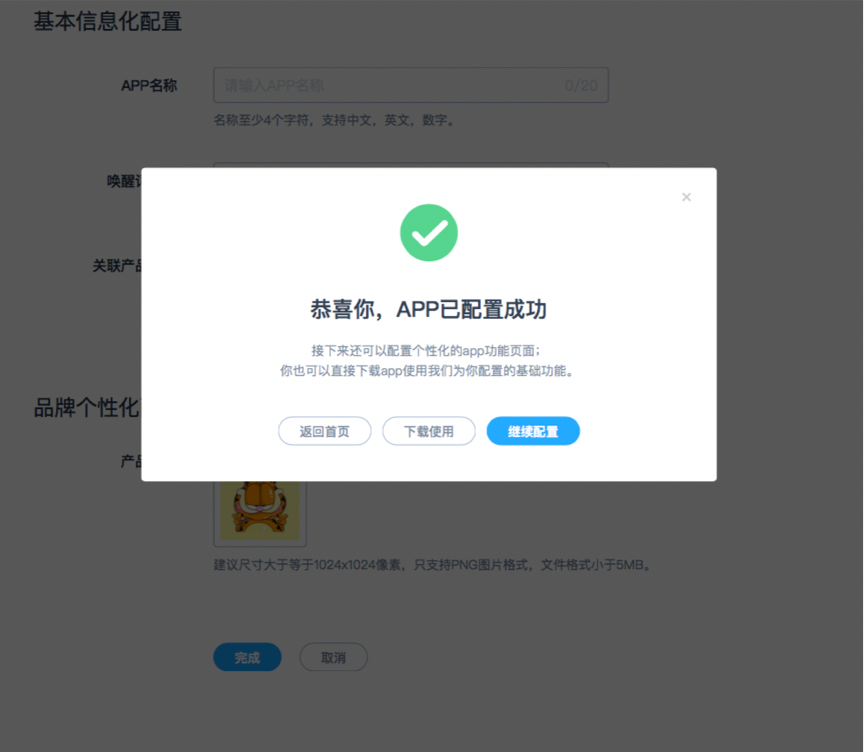 基本信息化配置
APP名称
请输入APP名称 0/20
名称至少4个字符，支持中文，英文，数字。
唤醒
关联产品
×
恭喜你，APP已配置成功
接下来还可以配置个性化的app功能页面；
你也可以直接下载app使用我们为你配置的基础功能。
返回首页 下载使用 继续配置
品牌个性化
产品
建议尺寸大于等于1024x1024像素，只支持PNG图片格式，文件格式小于5MB。
完成 取消